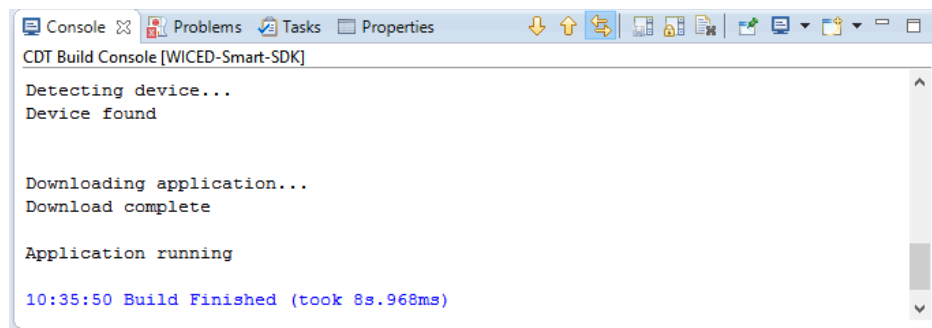 Console Problems Tasks Properties
CDT Build Console [WICED-Smart-SDK]
Detecting device...
Device found
Downloading application...
Download complete
Application running
10:35:50 Build Finished (took 8s.968ms)